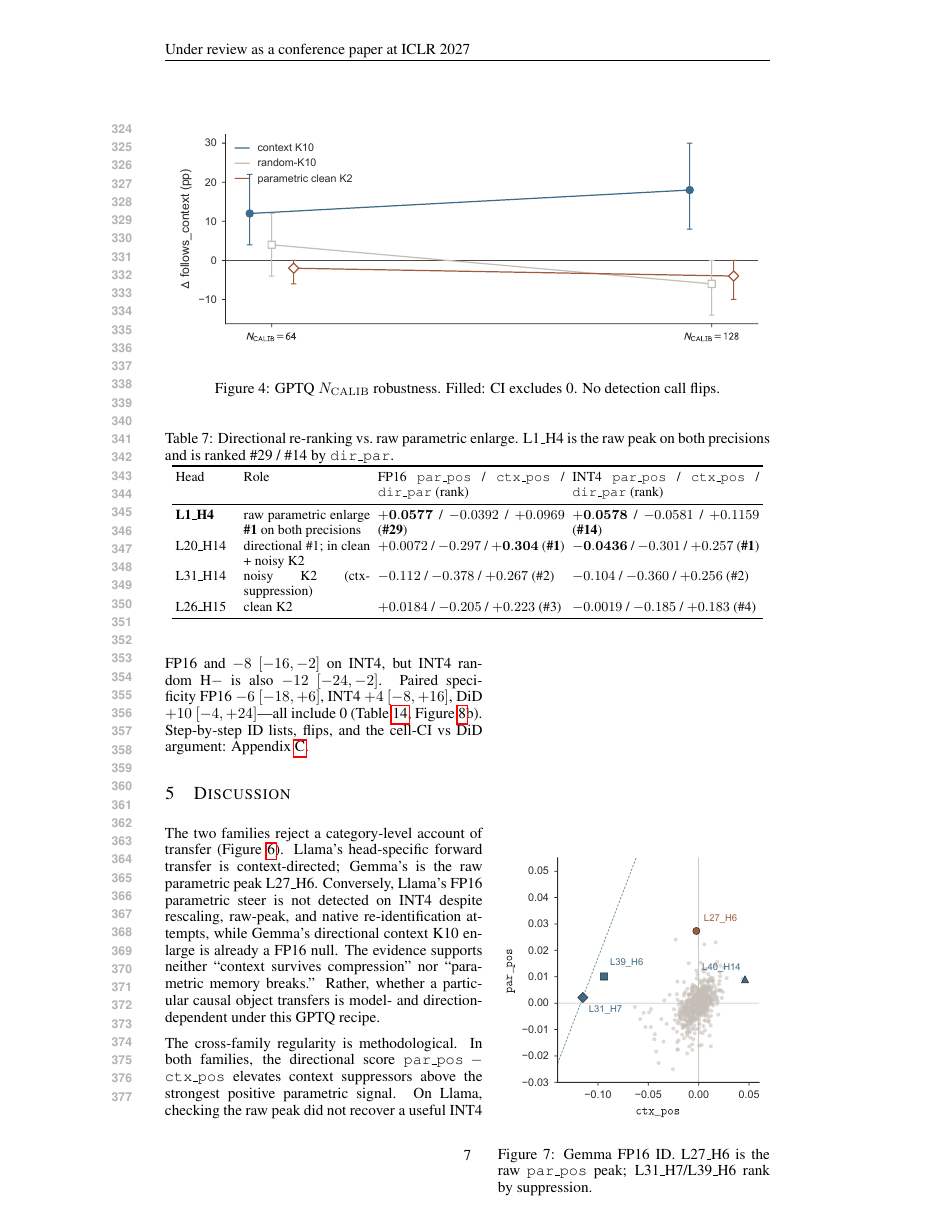 Under review as a conference paper at ICLR 2027
324
325
326
327
328
329
330
331
332
333
334
335
336
337
338
339
340
341
342
343
344
345
346
347
348
349
350
351
352
353
354
355
356
357
358
359
360
361
362
363
364
365
366
367
368
369
370
371
372
373
374
375
376
377
Δ follows_context (pp)
30
20
10
0
−10
context K10
random-K10
parametric clean K2
N_CALIB = 64
N_CALIB = 128
Figure 4: GPTQ N_CALIB robustness. Filled: CI excludes 0. No detection call flips.
Table 7: Directional re-ranking vs. raw parametric enlarge. L1_H4 is the raw peak on both precisions
and is ranked #29 / #14 by dir_par.
Head Role FP16 par_pos / ctx_pos / INT4 par_pos / ctx_pos /
dir_par (rank) dir_par (rank)
L1_H4 raw parametric enlarge +0.0577 / −0.0392 / +0.0969 +0.0578 / −0.0581 / +0.1159
#1 on both precisions (#29) (#14)
L20_H14 directional #1; in clean +0.0072 / −0.297 / +0.304 (#1) −0.0436 / −0.301 / +0.257 (#1)
+ noisy K2
L31_H14 noisy K2 (ctx- −0.112 / −0.378 / +0.267 (#2) −0.104 / −0.360 / +0.256 (#2)
suppression)
L26_H15 clean K2 +0.0184 / −0.205 / +0.223 (#3) −0.0019 / −0.185 / +0.183 (#4)
FP16 and −8 [−16, −2] on INT4, but INT4 ran-
dom H− is also −12 [−24, −2]. Paired speci-
ficity FP16 −6 [−18, +6], INT4 +4 [−8, +16], DiD
+10 [−4, +24]—all include 0 (Table 14, Figure 8b).
Step-by-step ID lists, flips, and the cell-CI vs DiD
argument: Appendix C.
5 DISCUSSION
The two families reject a category-level account of
transfer (Figure 6). Llama's head-specific forward
transfer is context-directed; Gemma's is the raw
parametric peak L27_H6. Conversely, Llama's FP16
parametric steer is not detected on INT4 despite
rescaling, raw-peak, and native re-identification at-
tempts, while Gemma's directional context K10 en-
large is already a FP16 null. The evidence supports
neither “context survives compression” nor “para-
metric memory breaks.” Rather, whether a partic-
ular causal object transfers is model- and direction-
dependent under this GPTQ recipe.
The cross-family regularity is methodological. In
both families, the directional score par_pos −
ctx_pos elevates context suppressors above the
strongest positive parametric signal. On Llama,
checking the raw peak did not recover a useful INT4
par_pos
0.05
0.04
0.03
0.02
0.01
0.00
−0.01
−0.02
−0.03
L27_H6
L39_H6
L40_H14
L31_H7
−0.10
−0.05
0.00
0.05
ctx_pos
Figure 7: Gemma FP16 ID. L27_H6 is the
raw par_pos peak; L31_H7/L39_H6 rank
by suppression.
7